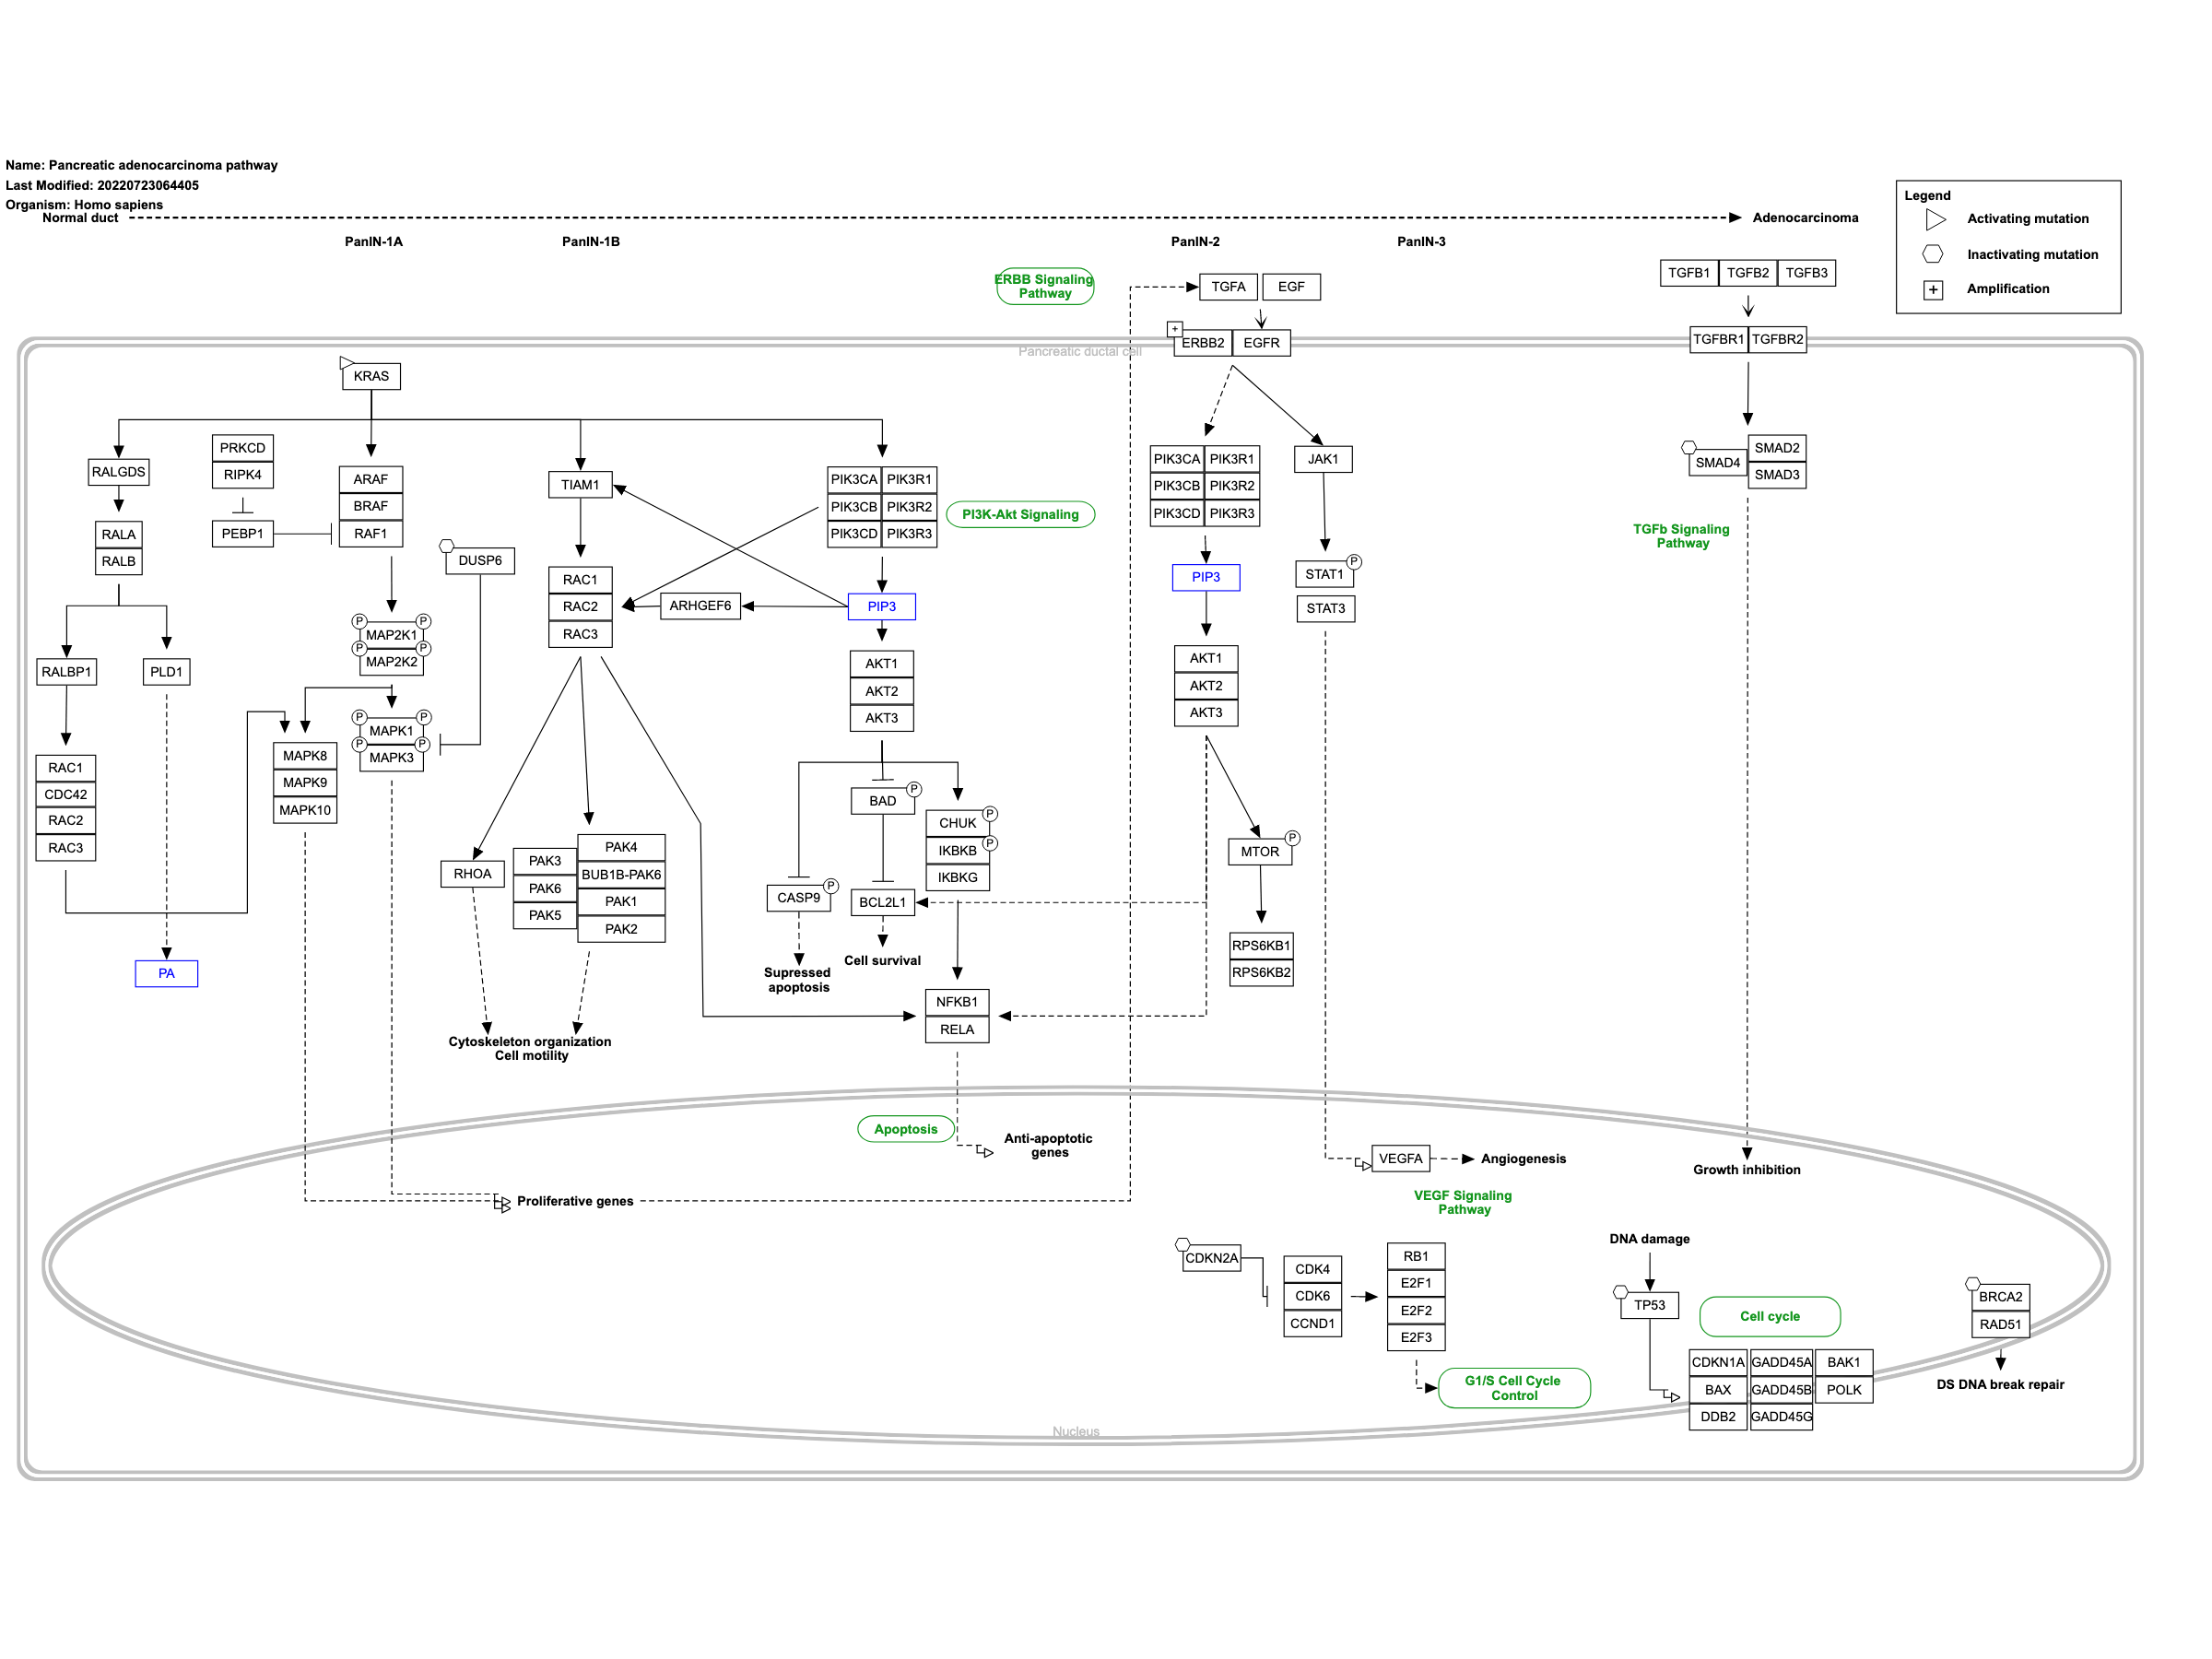 Name: Pancreatic adenocarcinoma pathway
Last Modified: 20220723064405
Organism: Homo sapiens
Normal duct
Adenocarcinoma
PanIN-1A
PanIN-1B
PanIN-2
PanIN-3
Legend
Activating mutation
Inactivating mutation
+
Amplification
ERBB Signaling
Pathway
TGFA
EGF
TGFB1
TGFB2
TGFB3
+
ERBB2
EGFR
TGFBR1
TGFBR2
Pancreatic ductal cell
KRAS
RALGDS
PRKCD
RIPK4
PEBP1
ARAF
BRAF
RAF1
TIAM1
PIK3CA
PIK3R1
PIK3CB
PIK3R2
PIK3CD
PIK3R3
PI3K-Akt Signaling
PIK3CA
PIK3R1
PIK3CB
PIK3R2
PIK3CD
PIK3R3
JAK1
SMAD4
SMAD2
SMAD3
TGFb Signaling
Pathway
RALA
RALB
DUSP6
RAC1
RAC2
RAC3
ARHGEF6
PIP3
PIP3
STAT1
P
STAT3
P
P
MAP2K1
P
P
MAP2K2
RALBP1
PLD1
AKT1
AKT2
AKT3
AKT1
AKT2
AKT3
P
P
MAPK1
P
P
MAPK3
MAPK8
MAPK9
MAPK10
RAC1
CDC42
RAC2
RAC3
BAD
P
CHUK
P
IKBKB
P
IKBKG
MTOR
P
RHOA
PAK3
PAK6
PAK5
PAK4
BUB1B-PAK6
PAK1
PAK2
CASP9
P
BCL2L1
RPS6KB1
RPS6KB2
PA
Supressed
apoptosis
Cell survival
NFKB1
RELA
Cytoskeleton organization
Cell motility
Apoptosis
Anti-apoptotic
genes
VEGFA
Angiogenesis
Growth inhibition
Proliferative genes
VEGF Signaling
Pathway
CDKN2A
CDK4
CDK6
CCND1
RB1
E2F1
E2F2
E2F3
G1/S Cell Cycle
Control
DNA damage
TP53
Cell cycle
CDKN1A
GADD45A
BAK1
BAX
GADD45B
POLK
DDB2
GADD45G
BRCA2
RAD51
DS DNA break repair
Nucleus